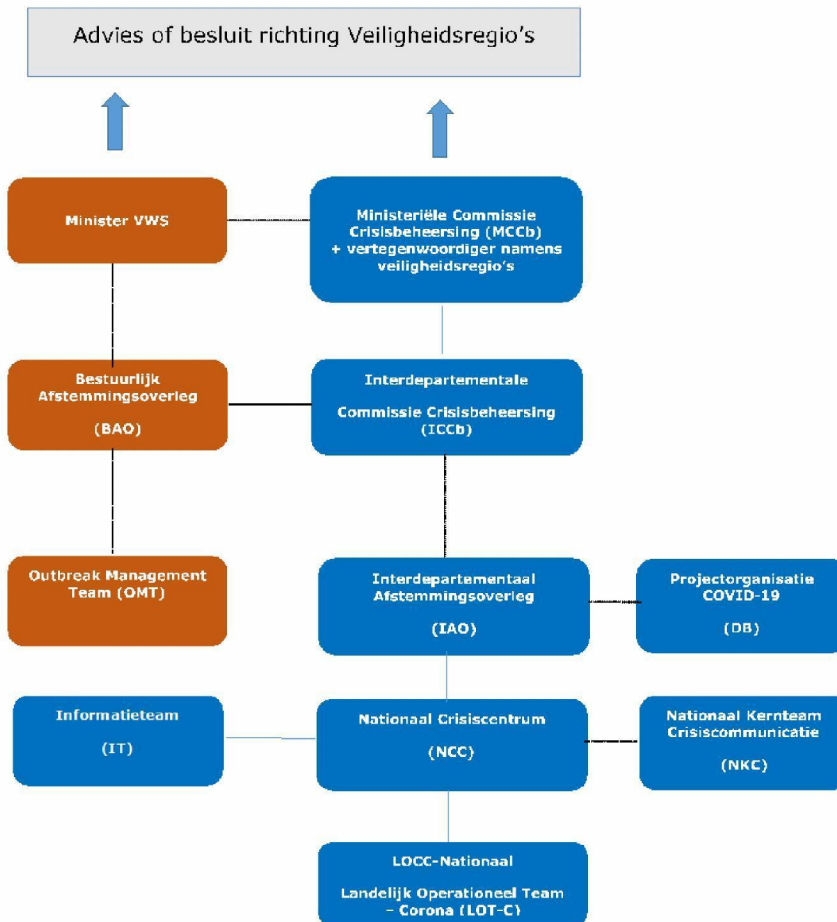 Advies of besluit richting Veiligheidsregio's
Minister VWS
Ministeriële Commissie
Crisisbeheersing (MCCb)
+ vertegenwoordiger namens
veiligheidsregio's
Bestuurlijk
Afstemmingsoverleg
(BAO)
Interdepartementale
Commissie Crisisbeheersing
(ICCb)
Outbreak Management
Team (OMT)
Interdepartementaal
Afstemmingsoverleg
(IAO)
Projectorganisatie
COVID-19
(DB)
Informatieteam
(IT)
Nationaal Crisiscentrum
(NCC)
Nationaal Kernteam
Crisiscommunicatie
(NKC)
LOCC-Nationaal
Landelijk Operationeel Team
– Corona (LOT-C)